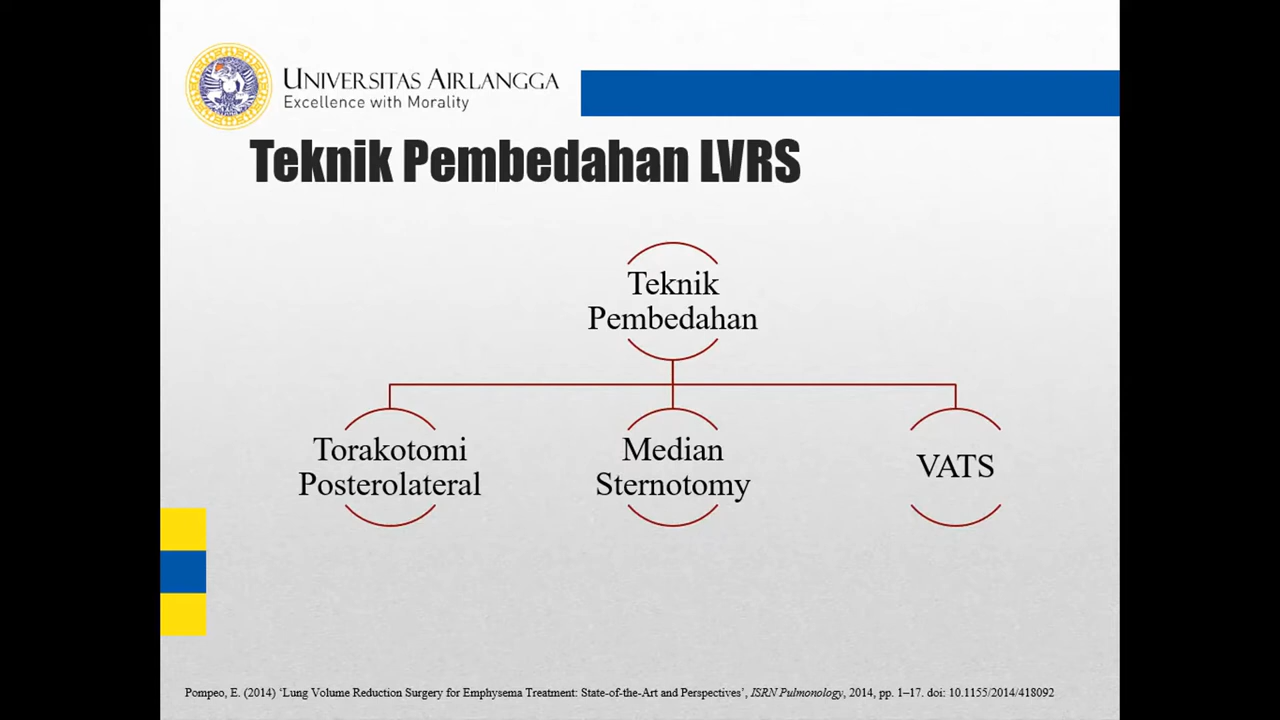 UNIVERSITAS AIRLANGGA
Excellence with Morality
Teknik Pembedahan LVRS
Teknik
Pembedahan
Torakotomi
Posterolateral
Median
Sternotomy
VATS
Pompeo, E. (2014) ‘Lung Volume Reduction Surgery for Emphysema Treatment: State-of-the-Art and Perspectives’, ISRN Pulmonology, 2014, pp. 1–17. doi: 10.1155/2014/418092